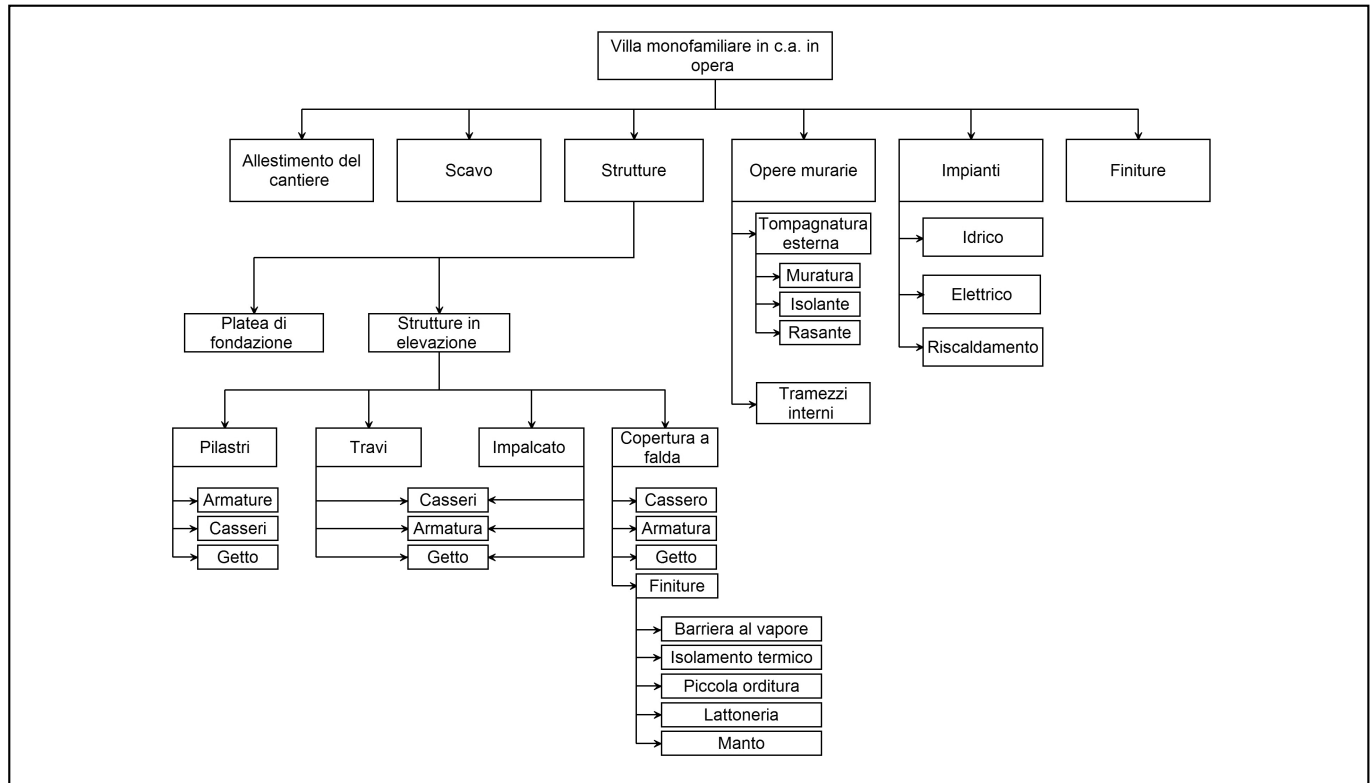 Villa monofamiliare in c.a. in
opera
Allestimento del
cantiere
Scavo
Strutture
Opere murarie
Impianti
Finiture
Tompagnatura
esterna
Muratura
Isolante
Rasante
Tramezzi
interni
Idrico
Elettrico
Riscaldamento
Platea di
fondazione
Strutture in
elevazione
Pilastri
Travi
Impalcato
Copertura a
falda
Armature
Casseri
Getto
Casseri
Armatura
Getto
Cassero
Armatura
Getto
Finiture
Barriera al vapore
Isolamento termico
Piccola orditura
Lattoneria
Manto